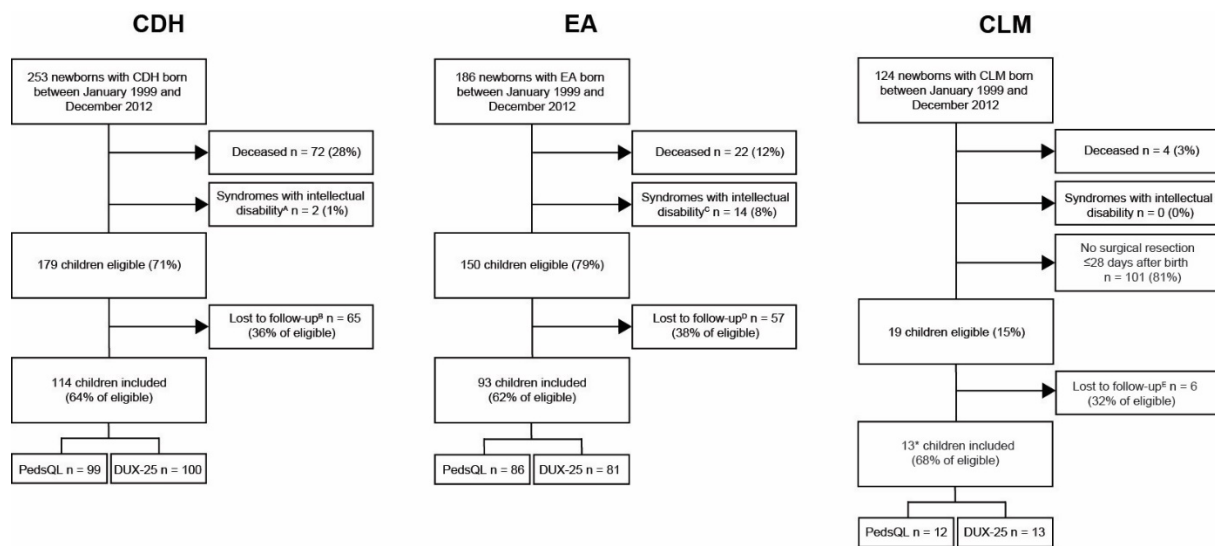 CDH
253 newborns with CDH born
between January 1999 and
December 2012
Deceased n = 72 (28%)
Syndromes with intellectual
disabilityᴬ n = 2 (1%)
179 children eligible (71%)
Lost to follow-upᴮ n = 65
(36% of eligible)
114 children included
(64% of eligible)
PedsQL n = 99
DUX-25 n = 100
EA
186 newborns with EA born
between January 1999 and
December 2012
Deceased n = 22 (12%)
Syndromes with intellectual
disabilityᶜ n = 14 (8%)
150 children eligible (79%)
Lost to follow-upᴰ n = 57
(38% of eligible)
93 children included
(62% of eligible)
PedsQL n = 86
DUX-25 n = 81
CLM
124 newborns with CLM born
between January 1999 and
December 2012
Deceased n = 4 (3%)
Syndromes with intellectual
disability n = 0 (0%)
No surgical resection
≤28 days after birth
n = 101 (81%)
19 children eligible (15%)
Lost to follow-upᴱ n = 6
(32% of eligible)
13* children included
(68% of eligible)
PedsQL n = 12
DUX-25 n = 13